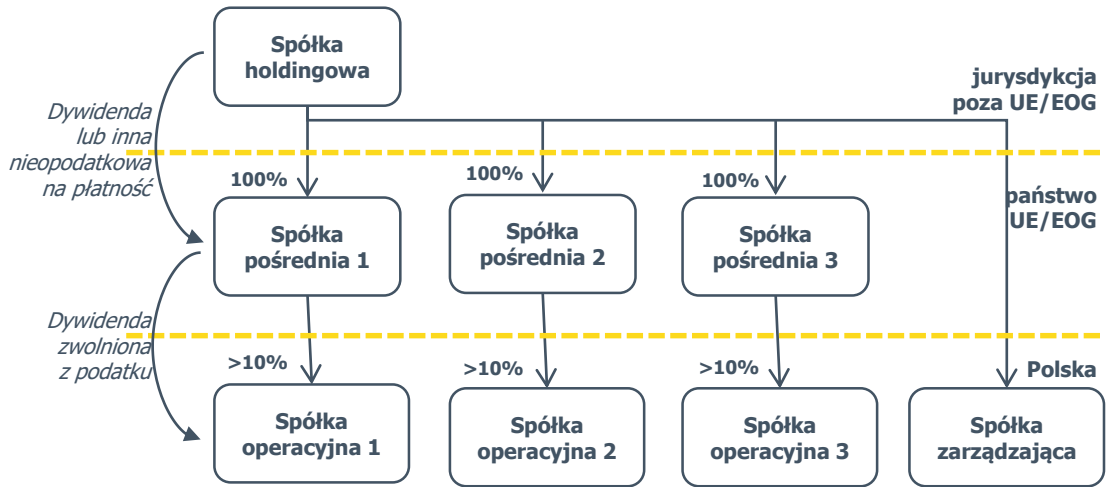 Spółka
holdingowa
jurysdykcja
poza UE/EOG
Dywidenda
lub inna
nieopodatkowa
na płatność
100%
100%
100%
państwo
UE/EOG
Spółka
pośrednia 1
Spółka
pośrednia 2
Spółka
pośrednia 3
Dywidenda
zwolniona
z podatku
>10%
>10%
>10%
Polska
Spółka
operacyjna 1
Spółka
operacyjna 2
Spółka
operacyjna 3
Spółka
zarządzająca